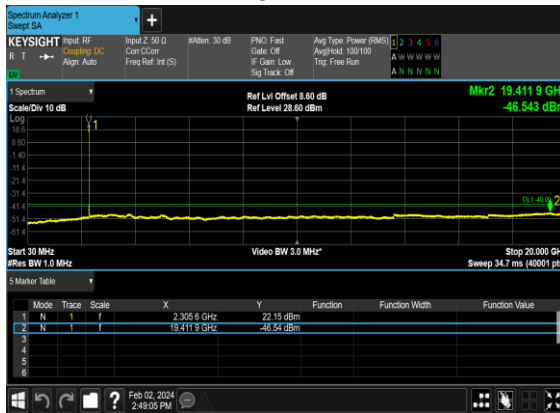 Spectrum Analyzer 1
Swept SA
+
KEYSIGHT Input: RF Input Z: 50 Ω #Atten: 30 dB PNO: Fast Avg Type: Power (RMS) 1 2 3 4 5 6
R T Coupling: DC Corr CCorr Gate: Off Avg|Hold: 100/100 A W W W W W
Align: Auto Freq Ref: Int (S) IF Gain: Low Trig: Free Run
Sig Track: Off A N N N N N
1 Spectrum Ref Lvl Offset 8.60 dB Mkr2 19.411 9 GH
Scale/Div 10 dB Ref Level 28.60 dBm -46.543 dBm
Log
18.6
8.60
-1.40
-11.4
-21.4
-31.4
-41.4
-51.4
-61.4
1
DL1 -40.00
2
Start 30 MHz Video BW 3.0 MHz* Stop 20.000 GH
#Res BW 1.0 MHz Sweep 34.7 ms (40001 pts
5 Marker Table
Mode Trace Scale X Y Function Function Width Function Value
1 N 1 f 2.305 6 GHz 22.15 dBm
2 N 1 f 19.411 9 GHz -46.54 dBm
3
4
5
6
? Feb 02, 2024
2:49:05 PM